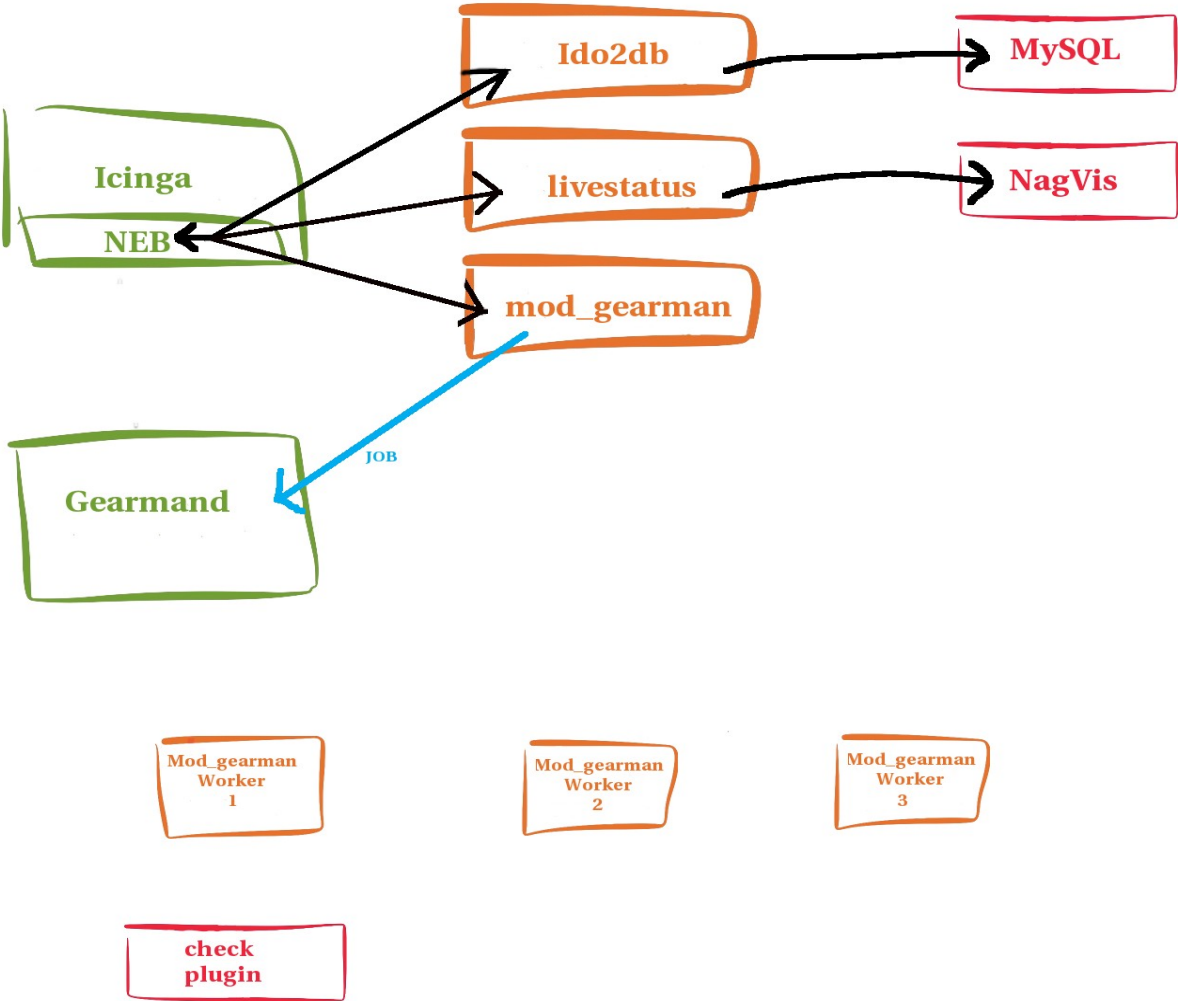 Ido2db
MySQL
Icinga
livestatus
NagVis
NEB
mod_gearman
JOB
Gearmand
Mod_gearman
Worker
1
Mod_gearman
Worker
2
Mod_gearman
Worker
3
check
plugin